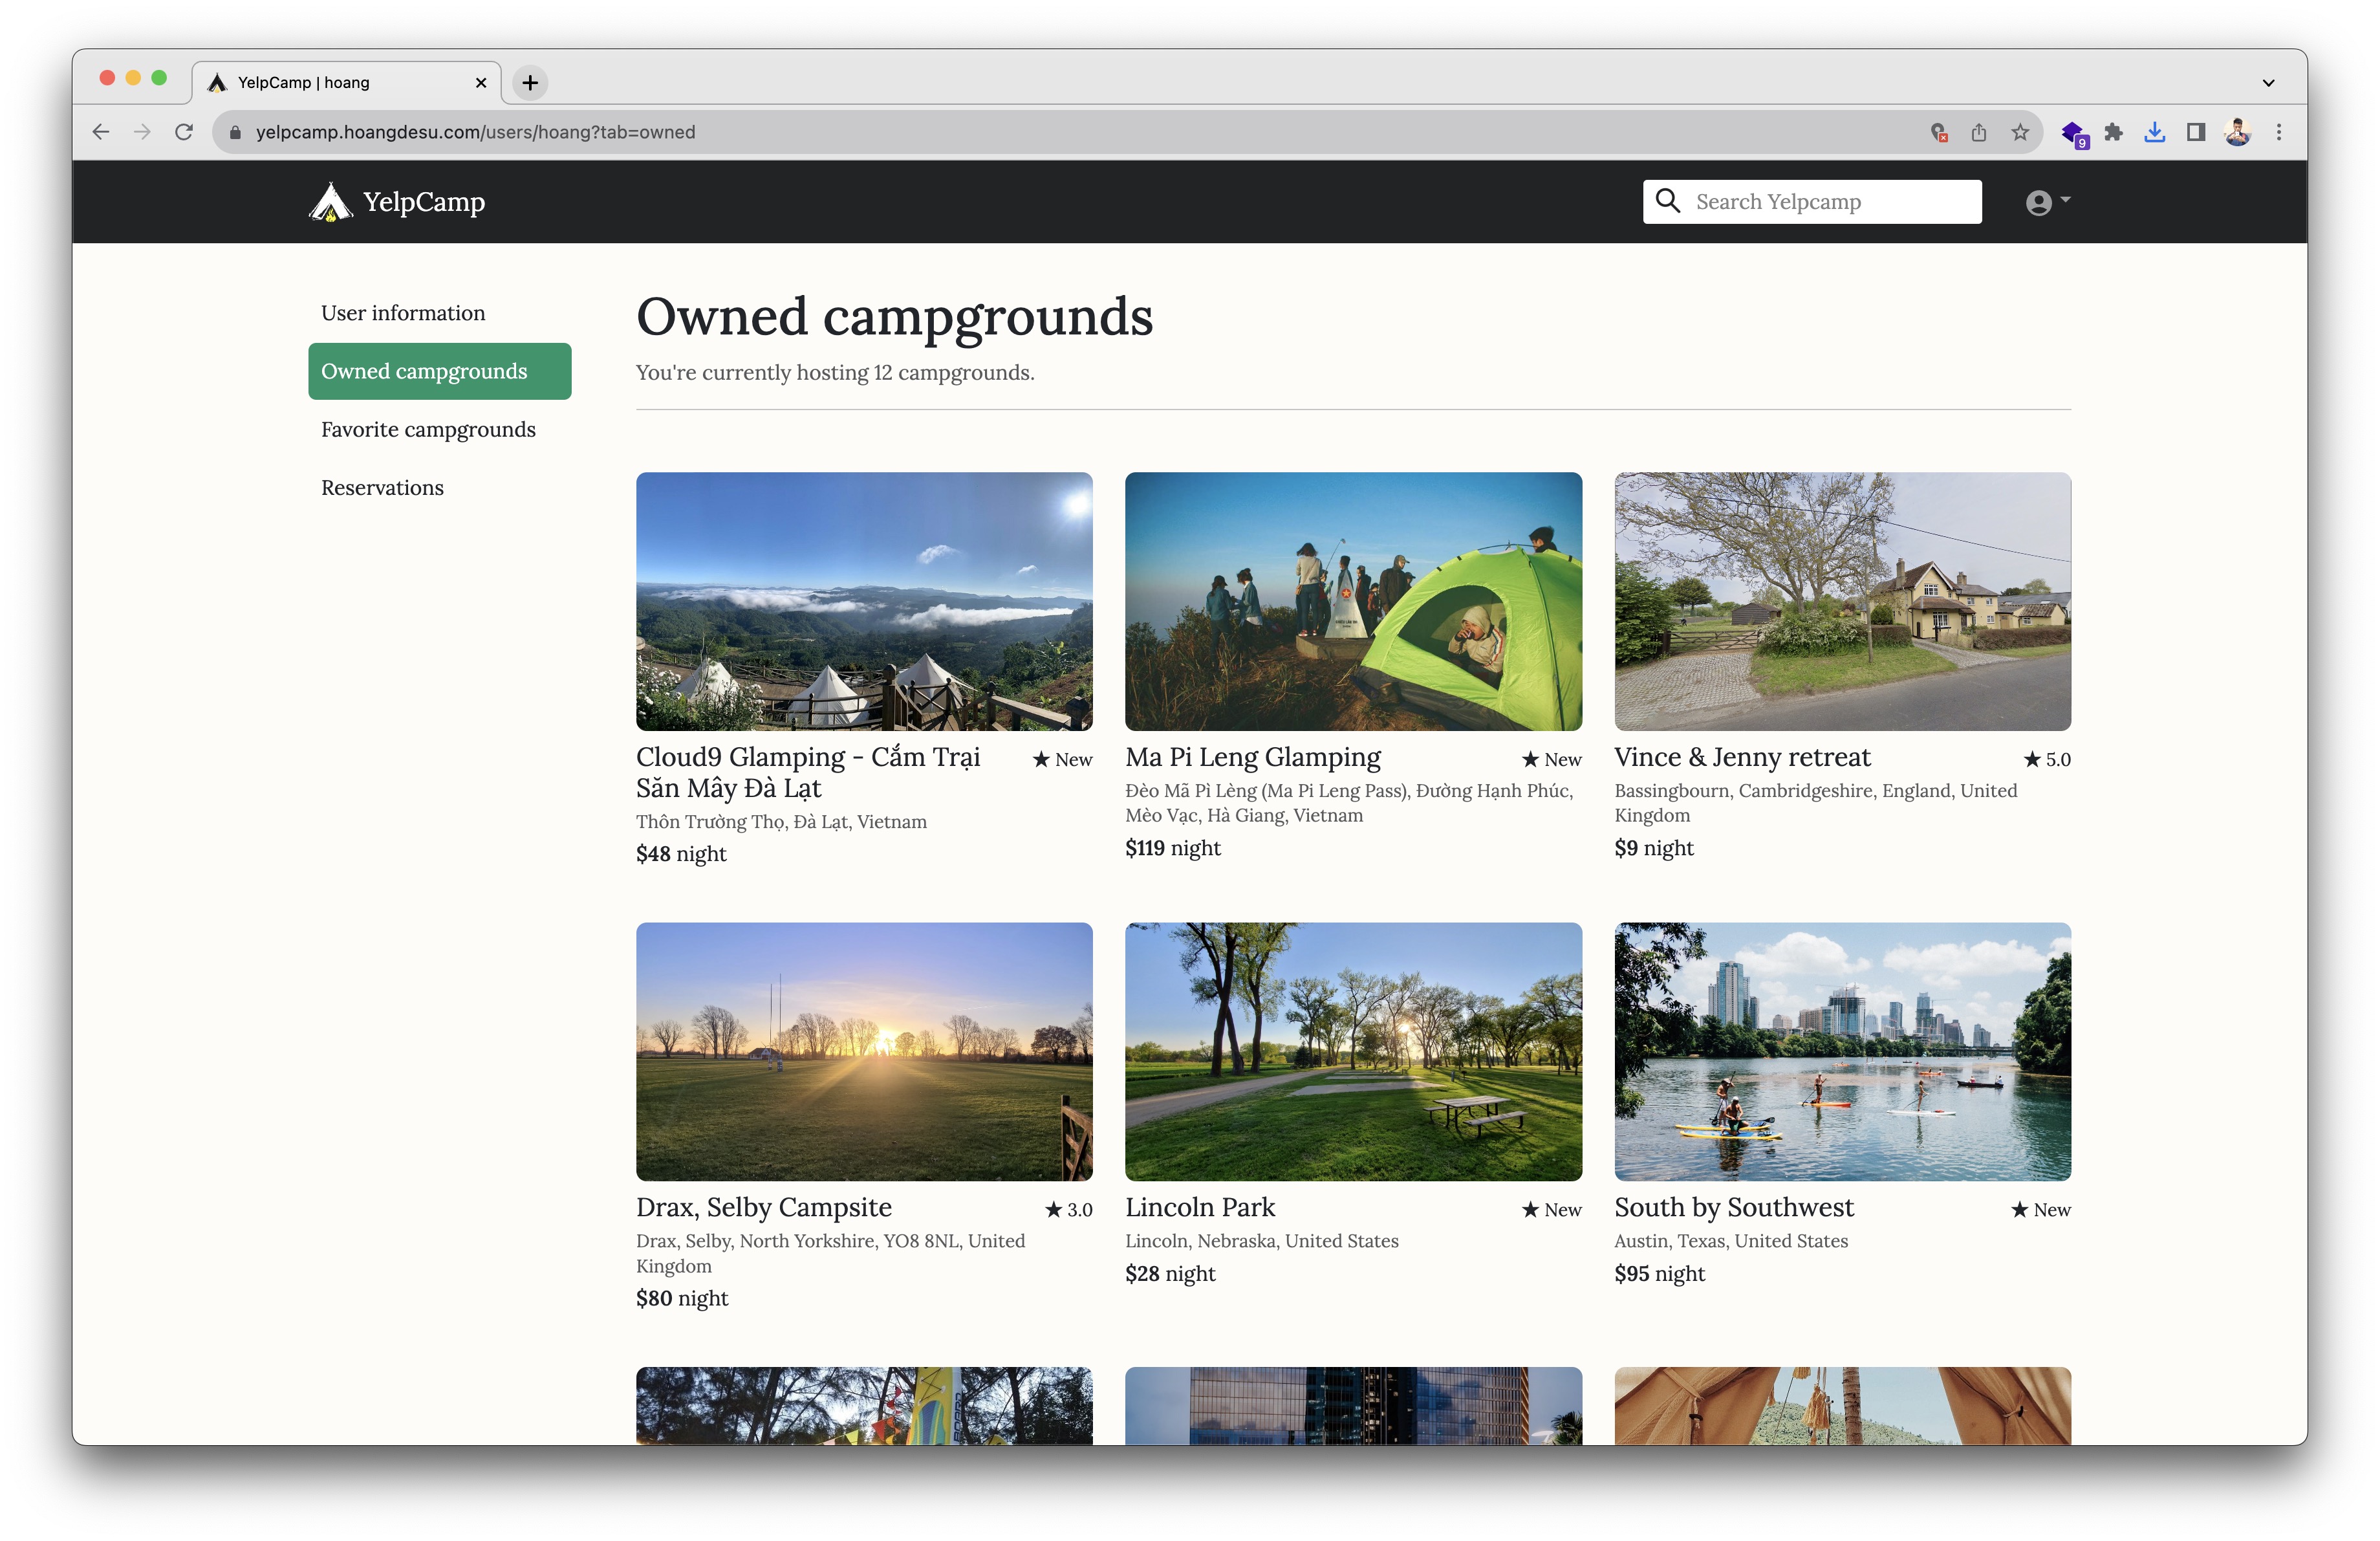 YelpCamp | hoang
yelpcamp.hoangdesu.com/users/hoang?tab=owned
9
YelpCamp
Search Yelpcamp
User information
Owned campgrounds
Favorite campgrounds
Reservations
Owned campgrounds
You're currently hosting 12 campgrounds.
Cloud9 Glamping - Cắm Trại
Săn Mây Đà Lạt
★ New
Thôn Trường Thọ, Đà Lạt, Vietnam
$48 night
Ma Pi Leng Glamping
★ New
Đèo Mã Pì Lèng (Ma Pi Leng Pass), Đường Hạnh Phúc,
Mèo Vạc, Hà Giang, Vietnam
$119 night
Vince & Jenny retreat
★ 5.0
Bassingbourn, Cambridgeshire, England, United
Kingdom
$9 night
Drax, Selby Campsite
★ 3.0
Drax, Selby, North Yorkshire, YO8 8NL, United
Kingdom
$80 night
Lincoln Park
★ New
Lincoln, Nebraska, United States
$28 night
South by Southwest
★ New
Austin, Texas, United States
$95 night